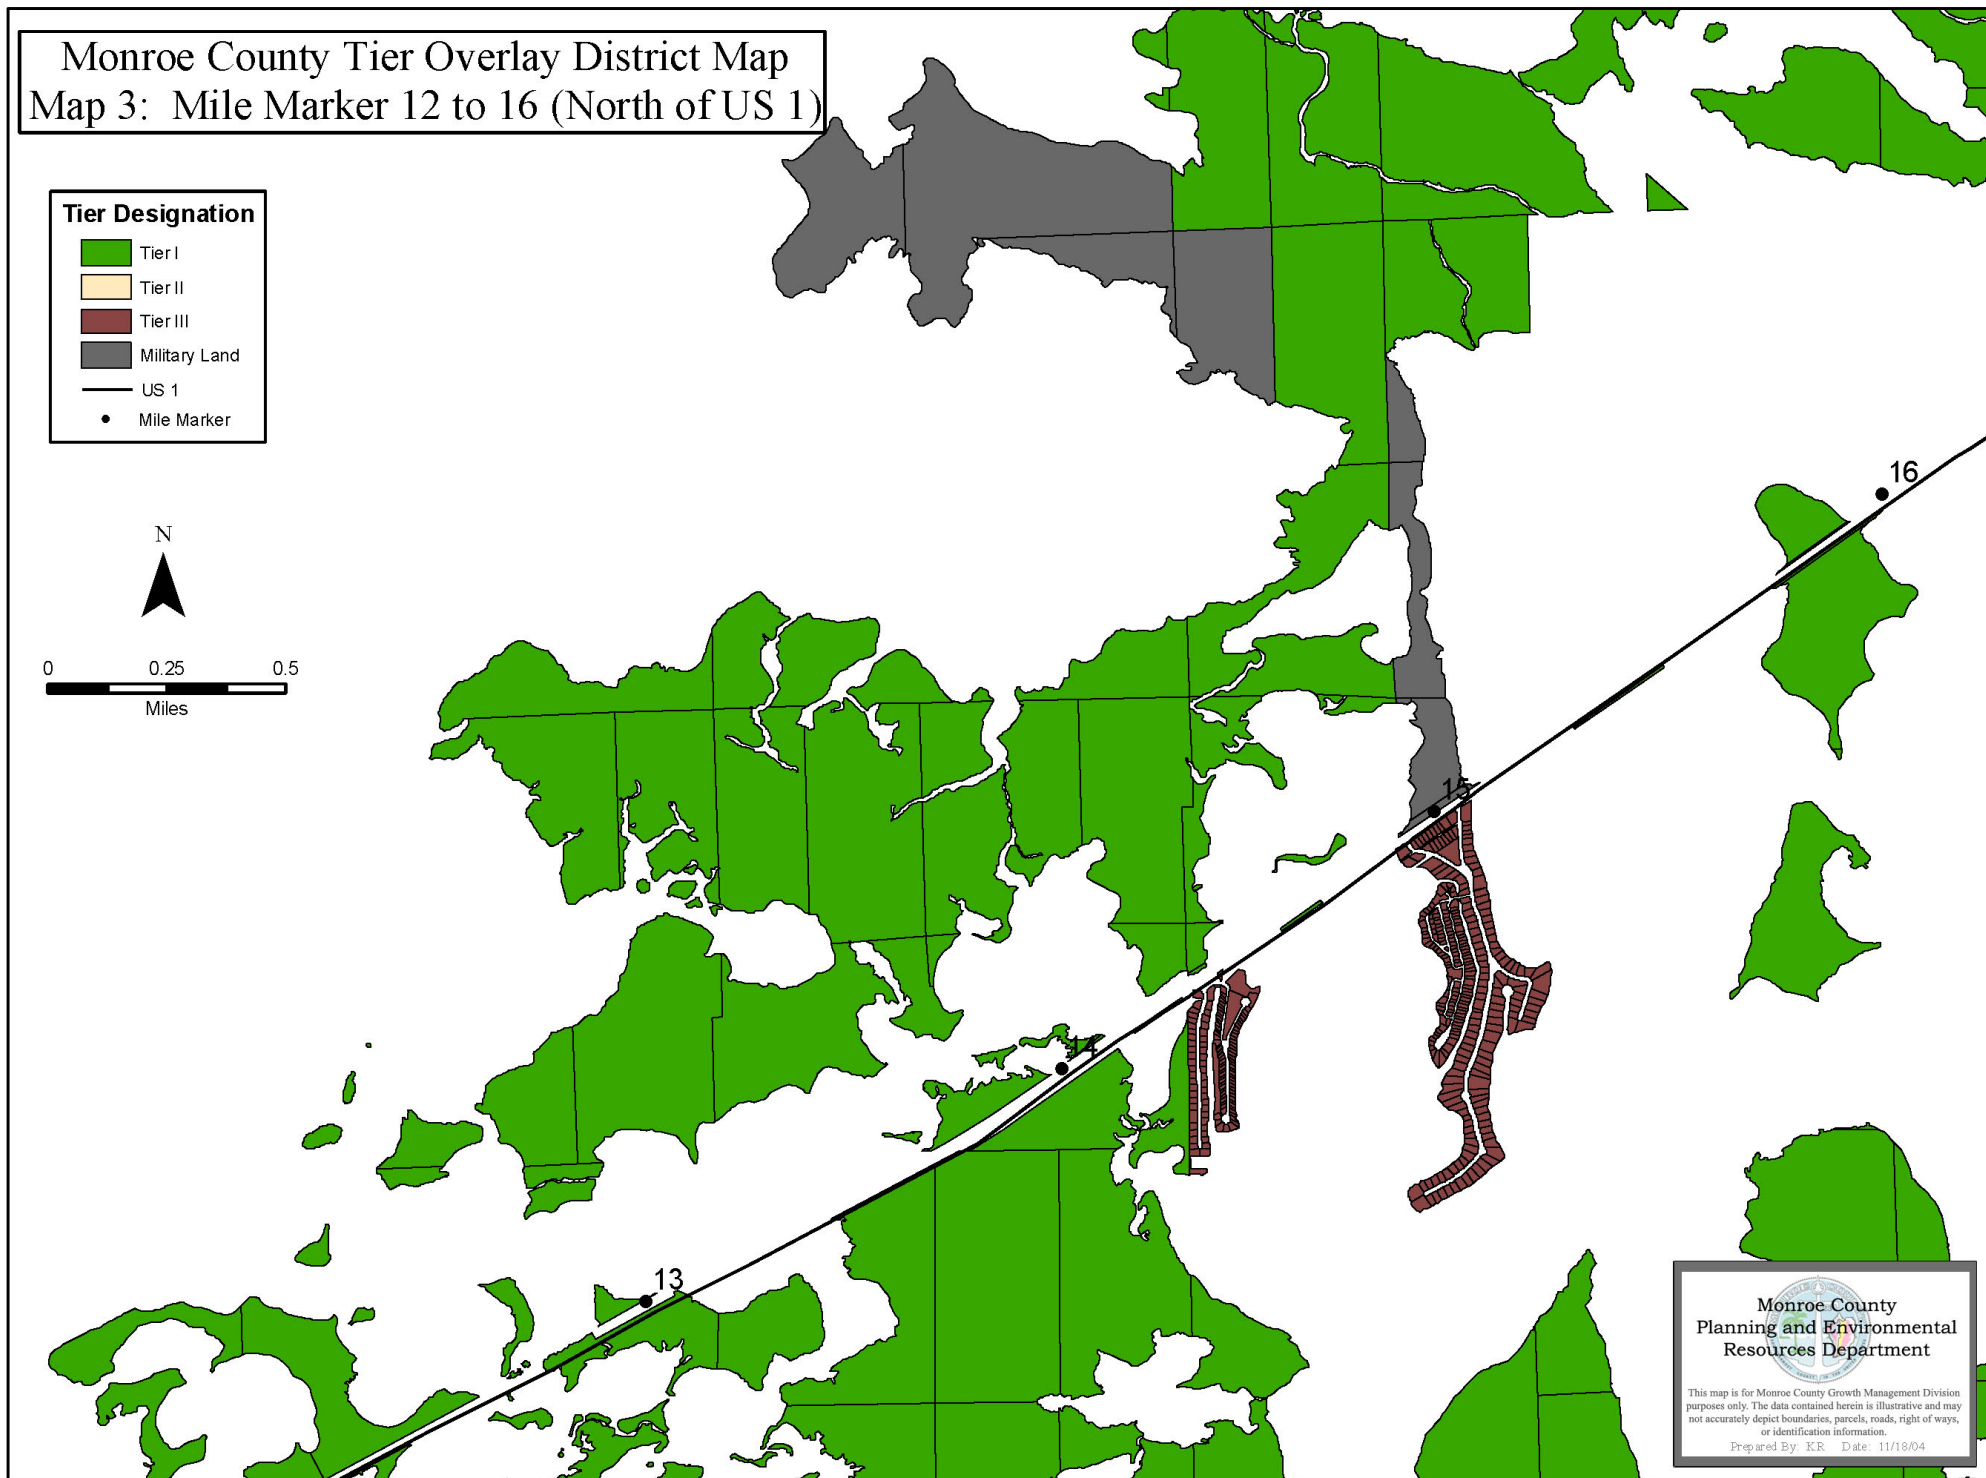 Monroe County Tier Overlay District Map
Map 3: Mile Marker 12 to 16 (North of US 1)
Tier Designation
Tier I
Tier II
Tier III
Military Land
US 1
Mile Marker
N
0 0.25 0.5
Miles
16
15
14
13
Monroe County
Planning and Environmental
Resources Department
This map is for Monroe County Growth Management Division
purposes only. The data contained herein is illustrative and may
not accurately depict boundaries, parcels, roads, right of ways,
or identification information.
Prepared By: KR Date: 11/18/04